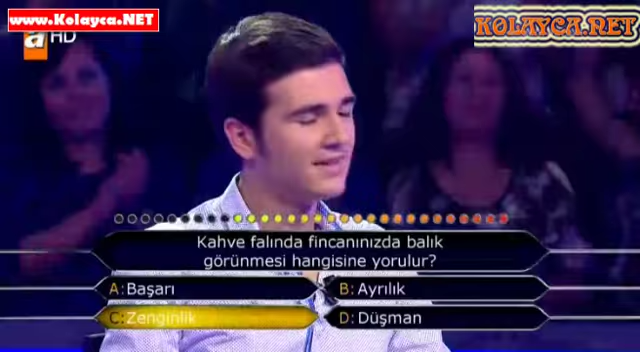 www.Kolayca.NET
KOLAYCA.NET
a HD
Kahve falında fincanınızda balık
görünmesi hangisine yorulur?
A: Başarı
B: Ayrılık
C: Zenginlik
D: Düşman